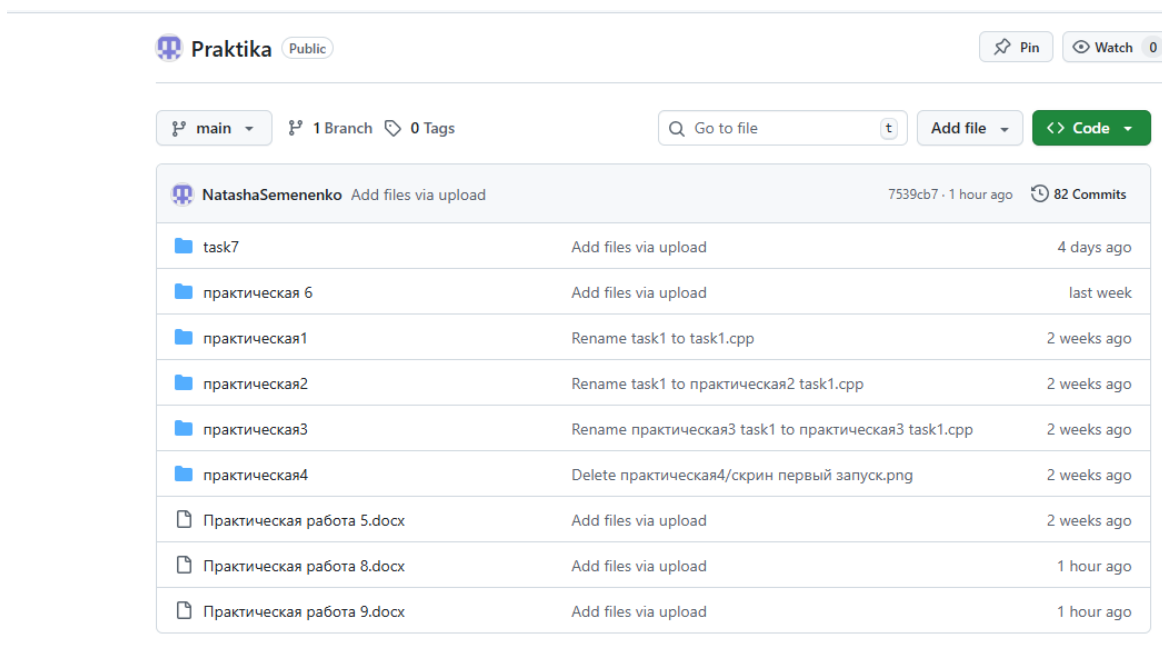 Praktika Public Pin Watch 0
main 1 Branch 0 Tags Go to file t Add file Code
NatashaSemenenko Add files via upload 7539cb7 · 1 hour ago 82 Commits
task7 Add files via upload 4 days ago
практическая 6 Add files via upload last week
практическая1 Rename task1 to task1.cpp 2 weeks ago
практическая2 Rename task1 to практическая2 task1.cpp 2 weeks ago
практическая3 Rename практическая3 task1 to практическая3 task1.cpp 2 weeks ago
практическая4 Delete практическая4/скрин первый запуск.png 2 weeks ago
Практическая работа 5.docx Add files via upload 2 weeks ago
Практическая работа 8.docx Add files via upload 1 hour ago
Практическая работа 9.docx Add files via upload 1 hour ago